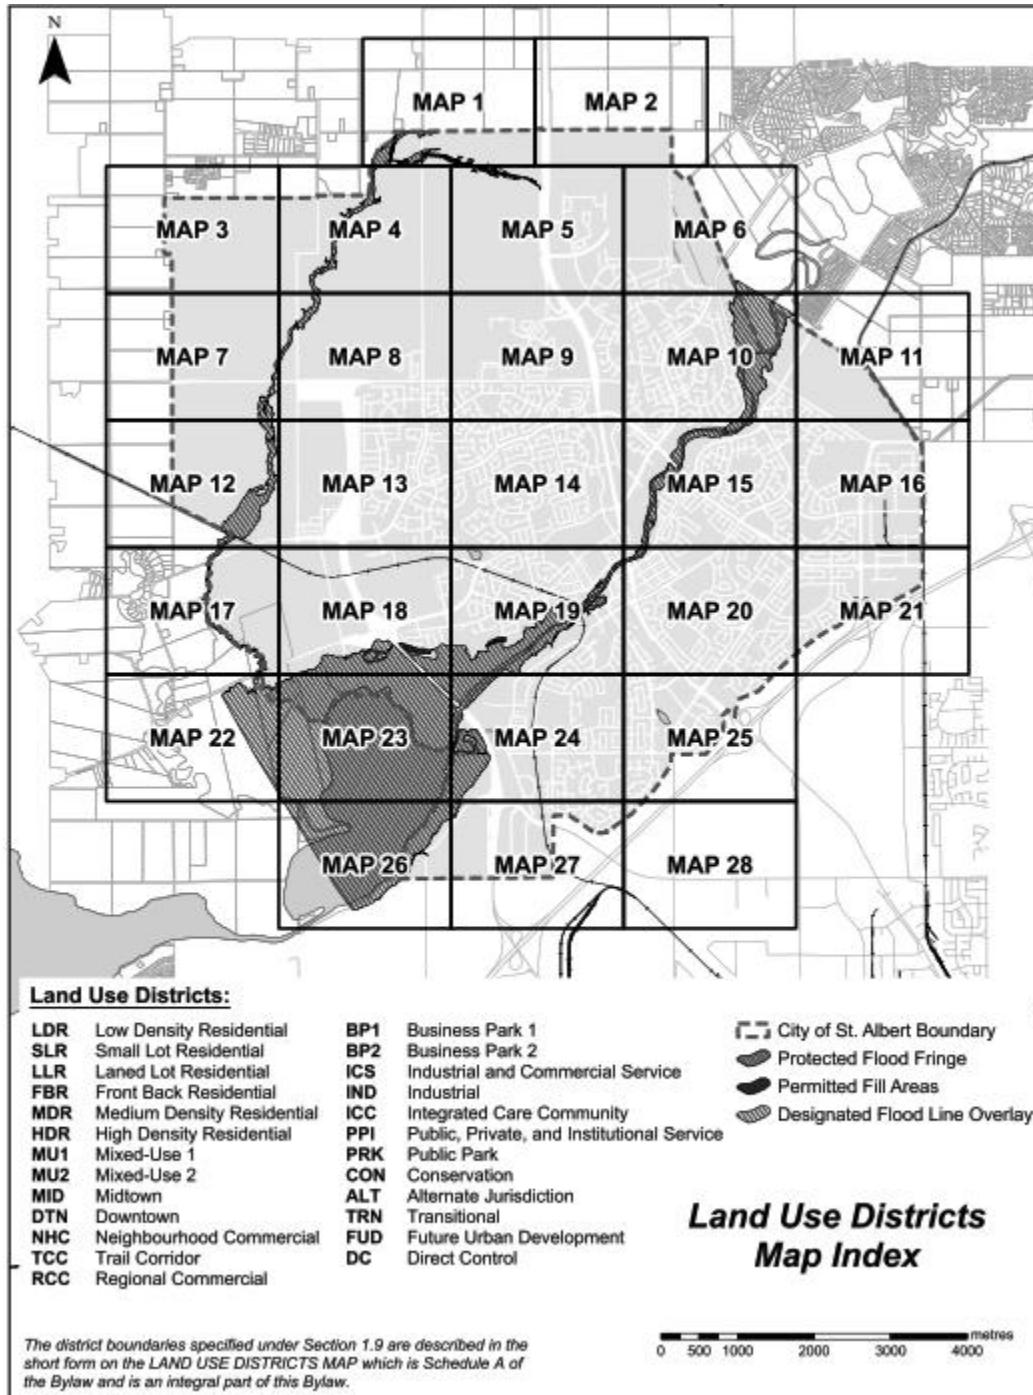 N
MAP 1
MAP 2
MAP 3
MAP 4
MAP 5
MAP 6
MAP 7
MAP 8
MAP 9
MAP 10
MAP 11
MAP 12
MAP 13
MAP 14
MAP 15
MAP 16
MAP 17
MAP 18
MAP 19
MAP 20
MAP 21
MAP 22
MAP 23
MAP 24
MAP 25
MAP 26
MAP 27
MAP 28
Land Use Districts:
LDR Low Density Residential
SLR Small Lot Residential
LLR Laned Lot Residential
FBR Front Back Residential
MDR Medium Density Residential
HDR High Density Residential
MU1 Mixed-Use 1
MU2 Mixed-Use 2
MID Midtown
DTN Downtown
NHC Neighbourhood Commercial
TCC Trail Corridor
RCC Regional Commercial
BP1 Business Park 1
BP2 Business Park 2
ICS Industrial and Commercial Service
IND Industrial
ICC Integrated Care Community
PPI Public, Private, and Institutional Service
PRK Public Park
CON Conservation
ALT Alternate Jurisdiction
TRN Transitional
FUD Future Urban Development
DC Direct Control
City of St. Albert Boundary
Protected Flood Fringe
Permitted Fill Areas
Designated Flood Line Overlay
Land Use Districts
Map Index
metres
0 500 1000 2000 3000 4000
The district boundaries specified under Section 1.9 are described in the
short form on the LAND USE DISTRICTS MAP which is Schedule A of
the Bylaw and is an integral part of this Bylaw.